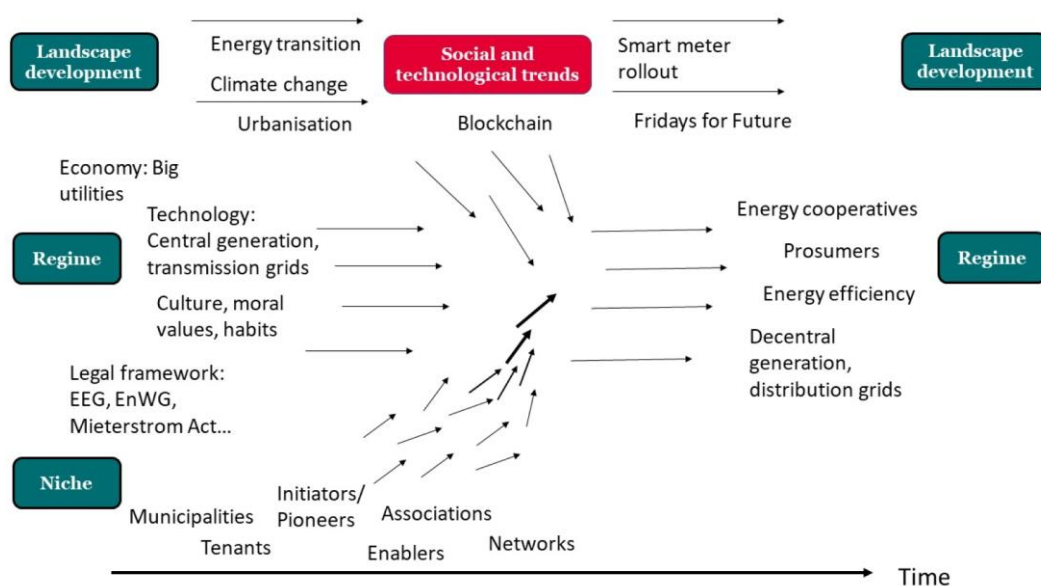 Landscape
development
Energy transition
Climate change
Urbanisation
Social and
technological trends
Blockchain
Smart meter
rollout
Fridays for Future
Landscape
development
Economy: Big
utilities
Regime
Technology:
Central generation,
transmission grids
Culture, moral
values, habits
Legal framework:
EEG, EnWG,
Mieterstrom Act...
Energy cooperatives
Prosumers
Energy efficiency
Decentral
generation,
distribution grids
Regime
Niche
Municipalities
Tenants
Initiators/
Pioneers
Associations
Enablers
Networks
Time